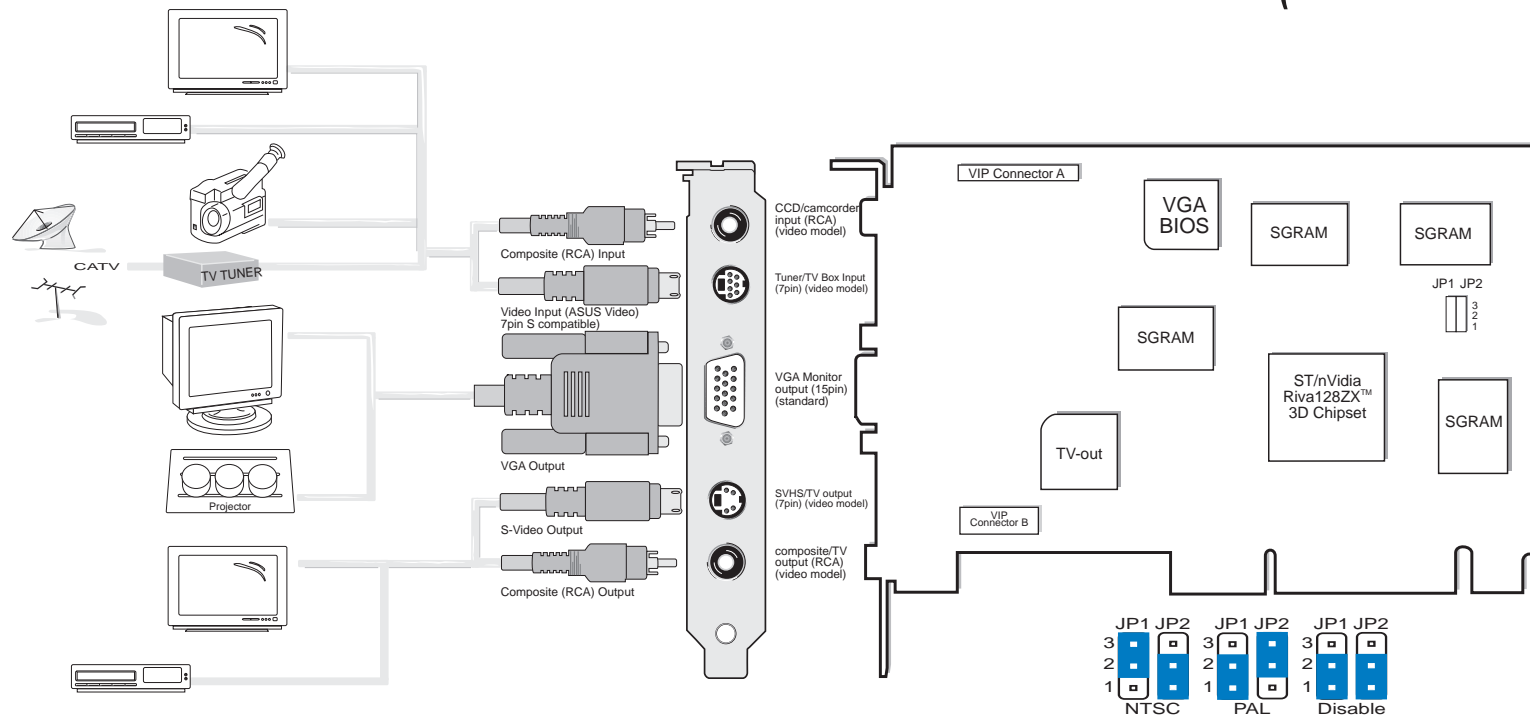 CATV
TV TUNER
Projector
Composite (RCA) Input
Video Input (ASUS Video)
7pin S compatible)
VGA Output
S-Video Output
Composite (RCA) Output
CCD/camcorder
input (RCA)
(video model)
Tuner/TV Box Input
(7pin) (video model)
VGA Monitor
output (15pin)
(standard)
SVHS/TV output
(7pin) (video model)
composite/TV
output (RCA)
(video model)
VIP Connector A
VGA
BIOS
SGRAM
SGRAM
JP1 JP2
3
2
1
SGRAM
ST/nVidia
Riva128ZX™
3D Chipset
SGRAM
TV-out
VIP
Connector B
JP1 JP2
3
2
1
NTSC
JP1 JP2
3
2
1
PAL
JP1 JP2
3
2
1
Disable